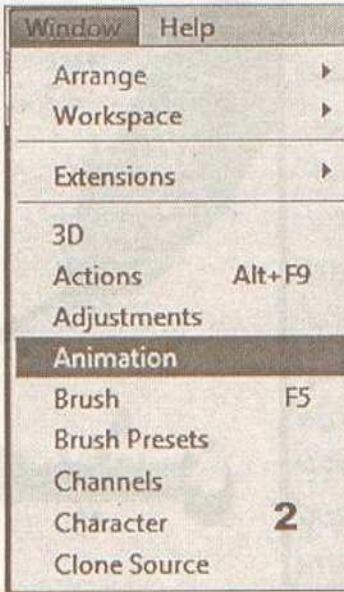 Window Help
Arrange
Workspace
Extensions
3D
Actions Alt+F9
Adjustments
Animation
Brush F5
Brush Presets
Channels
Character 2
Clone Source